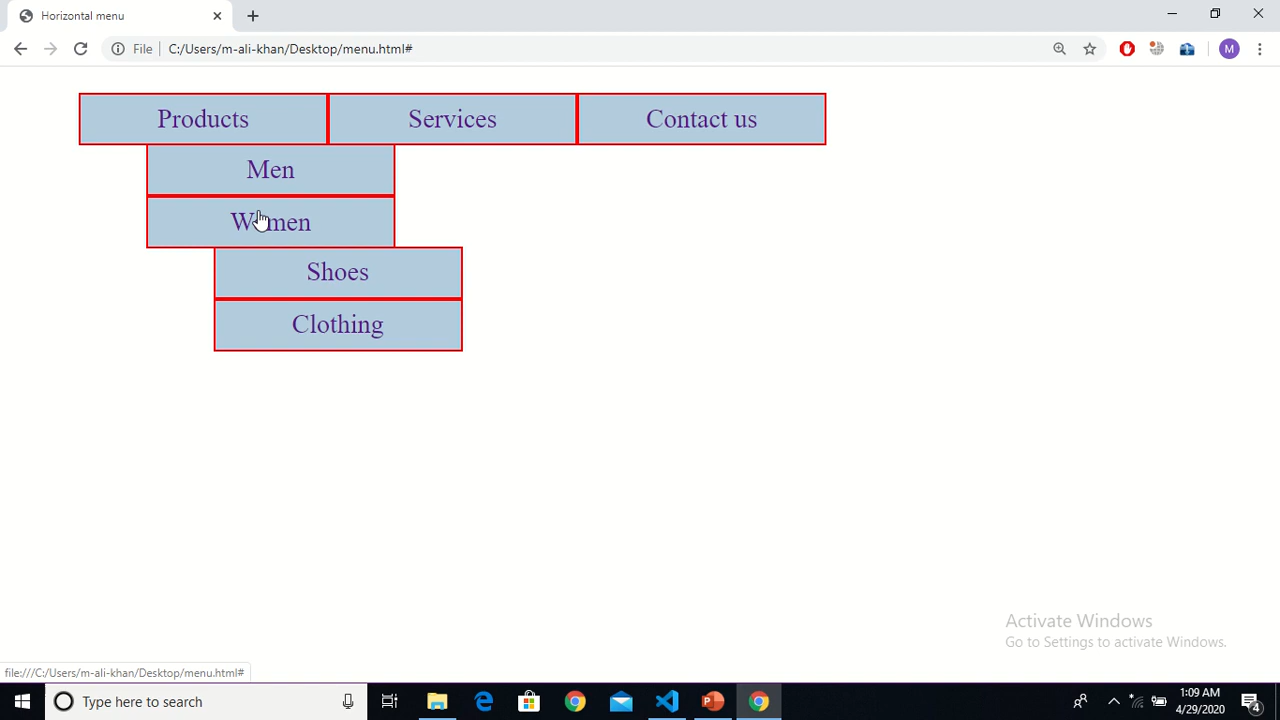 Horizontal menu
File
C:/Users/m-ali-khan/Desktop/menu.html#
M
Products
Services
Contact us
Men
Women
Shoes
Clothing
Activate Windows
Go to Settings to activate Windows.
file:///C:/Users/m-ali-khan/Desktop/menu.html#
Type here to search
1:09 AM
4/29/2020
4